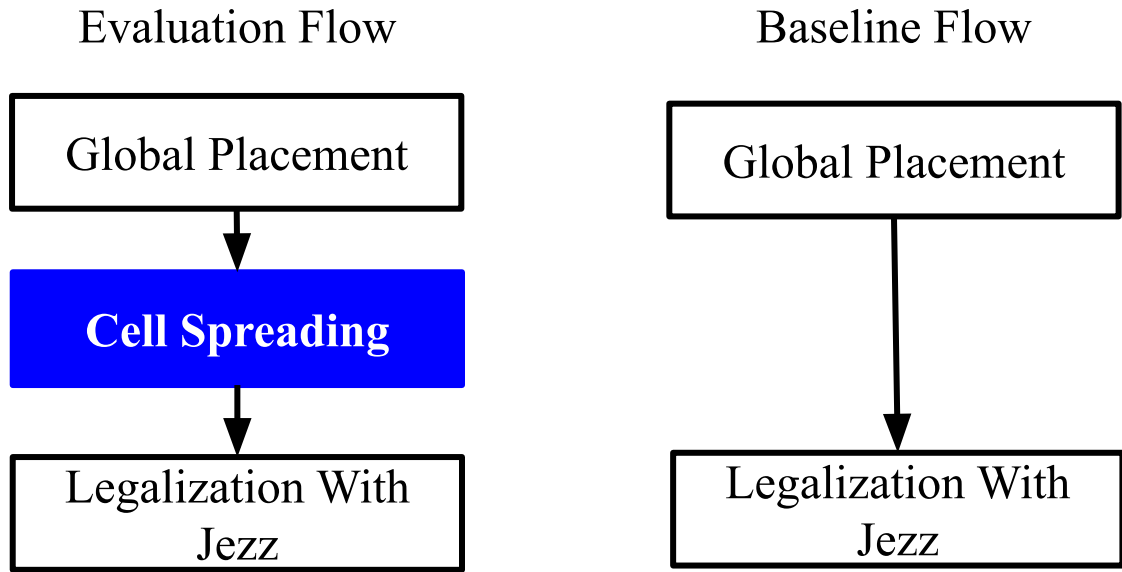 Evaluation Flow
Global Placement
Cell Spreading
Legalization With
Jezz
Baseline Flow
Global Placement
Legalization With
Jezz